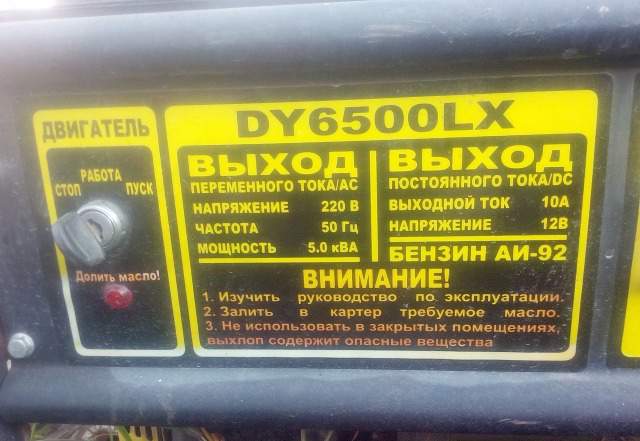 ДВИГАТЕЛЬ
РАБОТА
СТОП ПУСК
Долить масло!
DY6500LX
ВЫХОД
ПЕРЕМЕННОГО ТОКА/АС
НАПРЯЖЕНИЕ 220 В
ЧАСТОТА 50 Гц
МОЩНОСТЬ 5.0 кВА
ВЫХОД
ПОСТОЯННОГО ТОКА/DC
ВЫХОДНОЙ ТОК 10А
НАПРЯЖЕНИЕ 12В
БЕНЗИН АИ-92
ВНИМАНИЕ!
1. Изучить руководство по эксплуатации.
2. Залить в картер требуемое масло.
3. Не использовать в закрытых помещениях,
выхлоп содержит опасные вещества